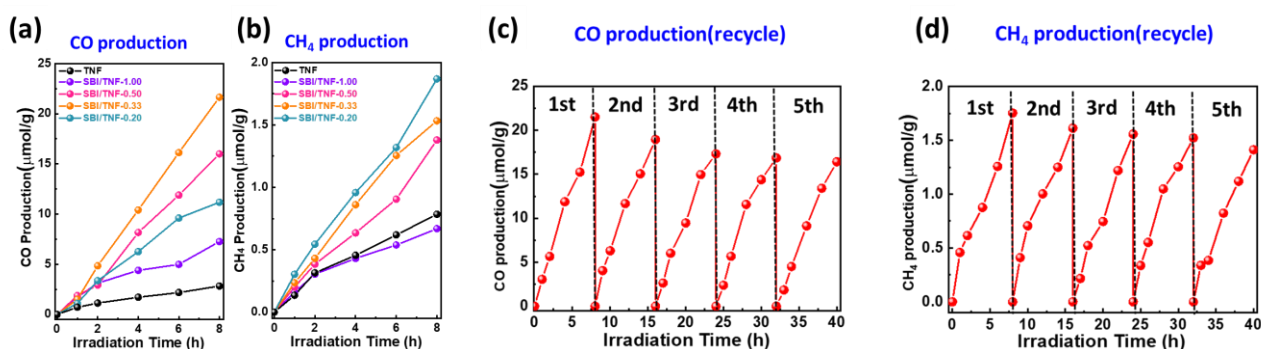 (a)
CO production
CO Production(μmol/g)
25
20
15
10
5
0
TNF
SBI/TNF-1.00
SBI/TNF-0.50
SBI/TNF-0.33
SBI/TNF-0.20
0 2 4 6 8
Irradiation Time (h)
(b)
CH₄ production
CH₄ Production(μmol/g)
2.0
1.5
1.0
0.5
0.0
TNF
SBI/TNF-1.00
SBI/TNF-0.50
SBI/TNF-0.33
SBI/TNF-0.20
0 2 4 6 8
Irradiation Time (h)
(c)
CO production(recycle)
CO production(μmol/g)
25
20
15
10
5
0
1st 2nd 3rd 4th 5th
0 5 10 15 20 25 30 35 40
Irradiation Time (h)
(d)
CH₄ production(recycle)
CH₄ production(μmol/g)
2.0
1.5
1.0
0.5
0.0
1st 2nd 3rd 4th 5th
0 5 10 15 20 25 30 35 40
Irradiation Time (h)